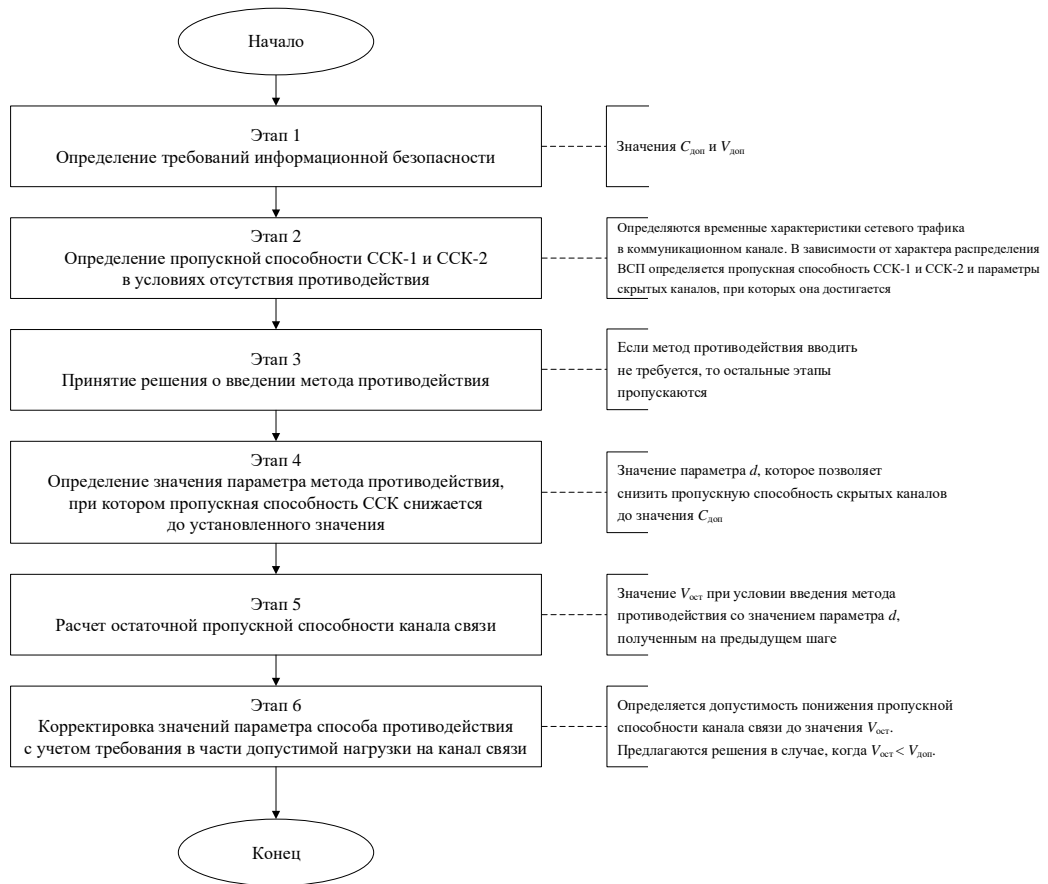 Начало
Этап 1
Определение требований информационной безопасности
Значения Cдоп и Vдоп
Этап 2
Определение пропускной способности ССК-1 и ССК-2
в условиях отсутствия противодействия
Определяются временные характеристики сетевого трафика
в коммуникационном канале. В зависимости от характера распределения
ВСП определяется пропускная способность ССК-1 и ССК-2 и параметры
скрытых каналов, при которых она достигается
Этап 3
Принятие решения о введении метода противодействия
Если метод противодействия вводить
не требуется, то остальные этапы
пропускаются
Этап 4
Определение значения параметра метода противодействия,
при котором пропускная способность ССК снижается
до установленного значения
Значение параметра d, которое позволяет
снизить пропускную способность скрытых каналов
до значения Cдоп
Этап 5
Расчет остаточной пропускной способности канала связи
Значение Vост при условии введения метода
противодействия со значением параметра d,
полученным на предыдущем шаге
Этап 6
Корректировка значений параметра способа противодействия
с учетом требования в части допустимой нагрузки на канал связи
Определяется допустимость понижения пропускной
способности канала связи до значения Vост.
Предлагаются решения в случае, когда Vост < Vдоп.
Конец